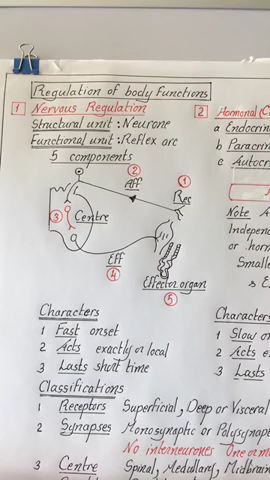 Regulation of body Functions
1 Nervous Regulation
Structural unit : Neurone
Functional unit : Reflex arc
5 components
2
Aff
1
Rec
3 Centre
Eff
4
Effector organ
5
Characters
1 Fast onset
2 Acts exactly or local
3 Lasts short time
Classifications
1 Receptors Superficial, Deep or Visceral
2 Synapses Monosynaptic or Polysynap
No interneurones One or m
3 Centre Spinal, Medullary, Midbrain
2 Hormonal (C
a Endocrin
b Paracrin
c Autocr
Note A
Indepen
or horm
Smalle
Characters
1 Slow o
2 Acts e
3 Lasts